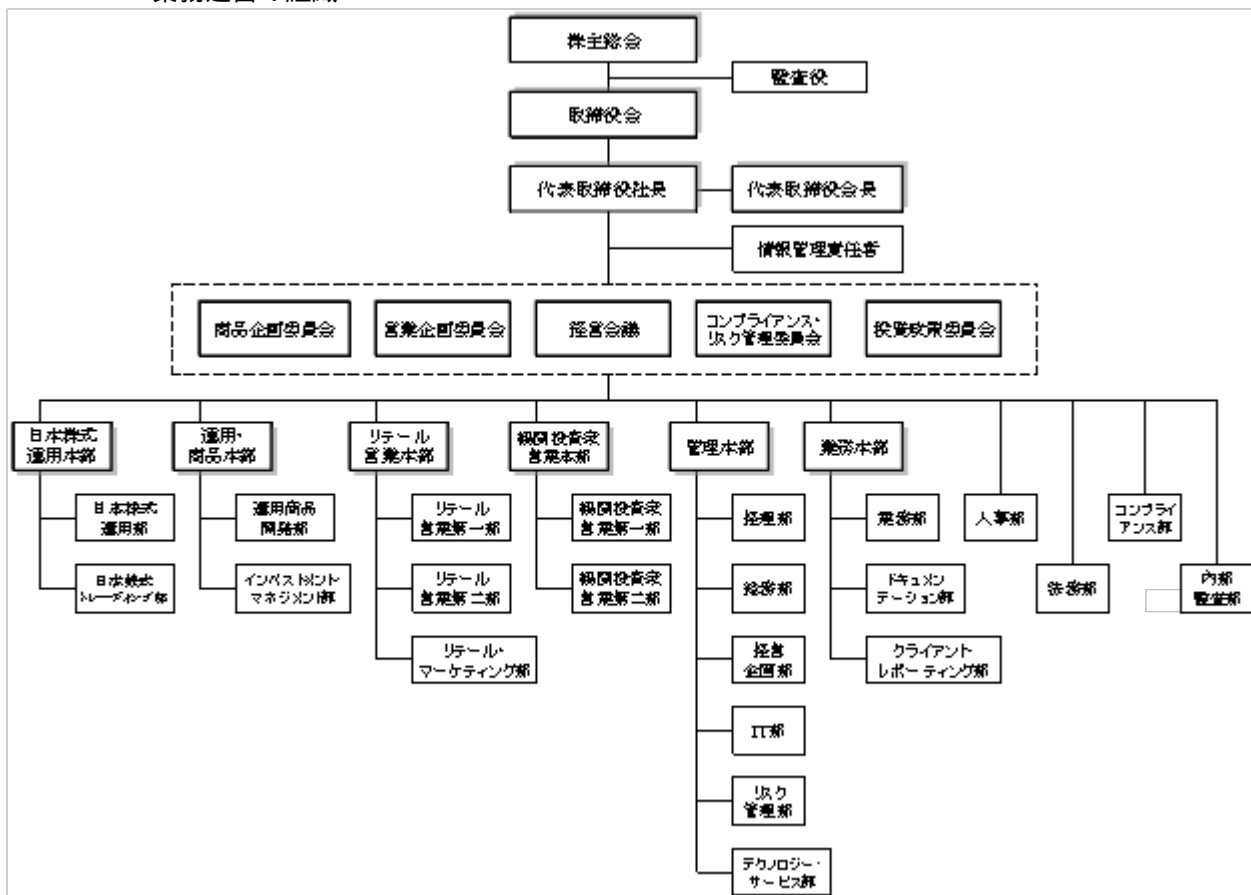 株主総会
監査役
取締役会
代表取締役社長
代表取締役会長
情報管理責任者
商品企画委員会
営業企画委員会
経営会議
コンプライアンス・
リスク管理委員会
投資政策委員会
日本株式
運用本部
運用・
商品本部
リテール
営業本部
機関投資家
営業本部
管理本部
業務本部
日本株式
運用部
運用商品
開発部
リテール
営業第一部
機関投資家
営業第一部
経理部
業務部
人事部
コンプライ
アンス部
日本株式
トレーディング部
インベストメント
マネジメント部
リテール
営業第二部
機関投資家
営業第二部
総務部
ドキュメン
テーション部
法務部
内部
監査部
リテール・
マーケティング部
経営
企画部
クライアント
レポーティング部
IT部
リスク
管理部
テクノロジー・
サービス部